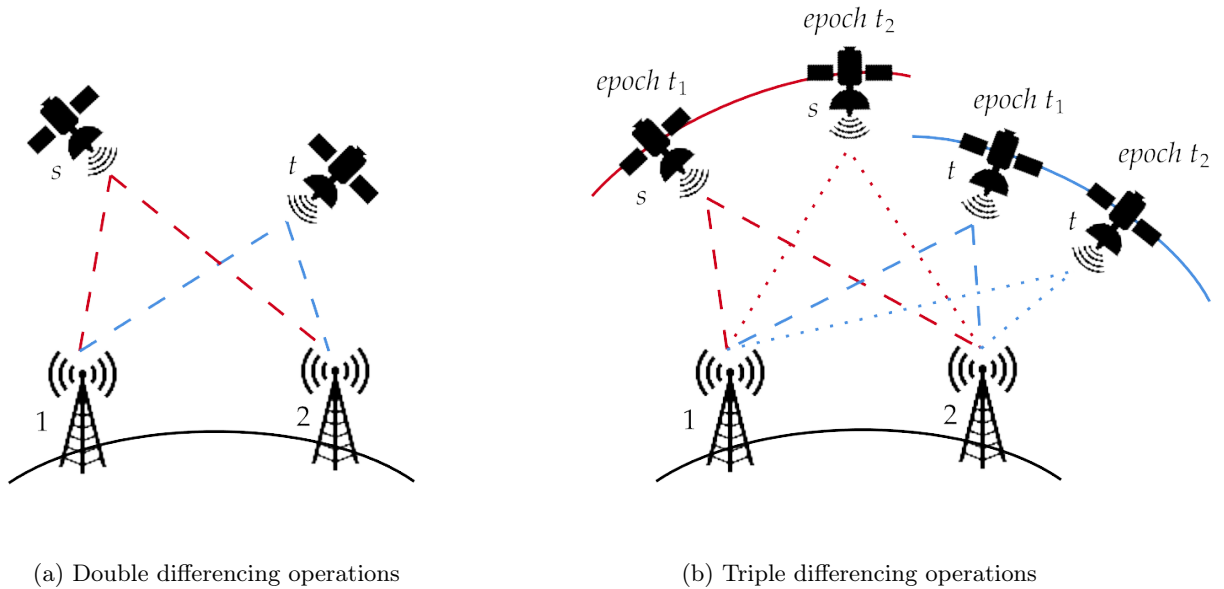 s
t
1
2
(a) Double differencing operations
epoch t₁
s
epoch t₂
s
epoch t₁
t
epoch t₂
t
1
2
(b) Triple differencing operations